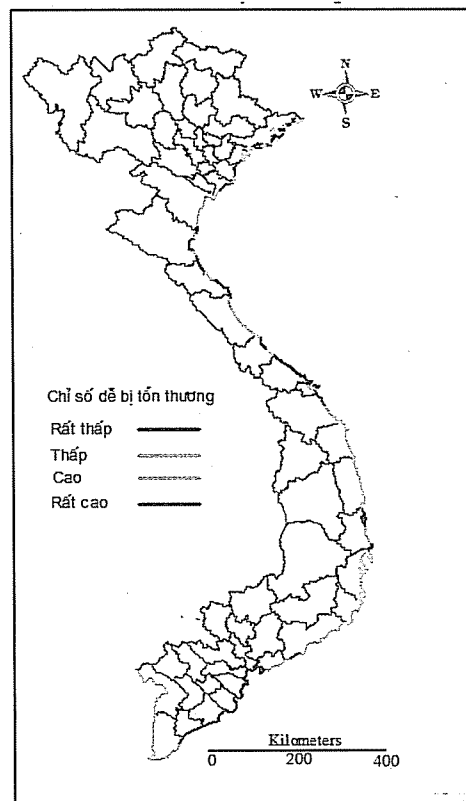 N
W E
S
Chỉ số dễ bị tổn thương
Rất thấp
Thấp
Cao
Rất cao
Kilometers
0 200 400